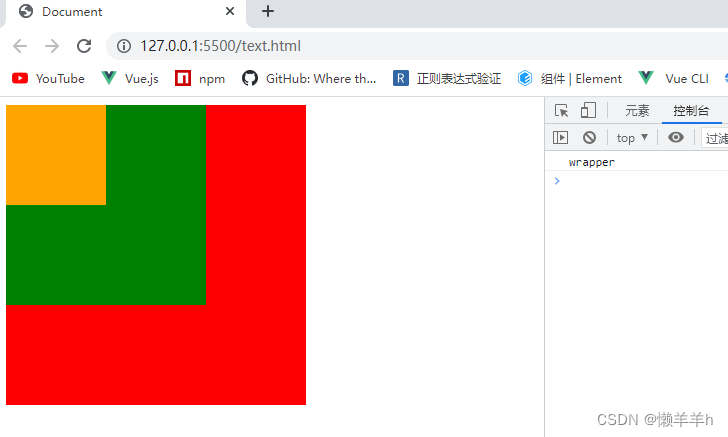 Document
127.0.0.1:5500/text.html
YouTube Vue.js npm GitHub: Where th... R 正则表达式验证 组件 | Element Vue CLI
元素 控制台
top 过滤
wrapper
CSDN @懒羊羊h